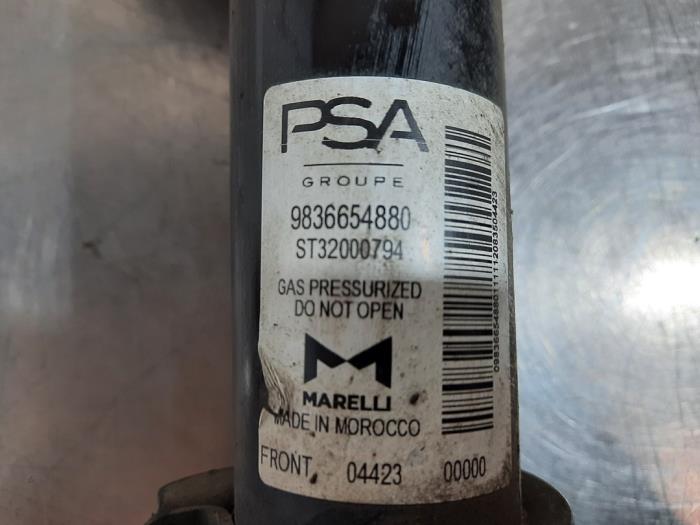 PSA
GROUPE
9836654880
ST32000794
GAS PRESSURIZED
DO NOT OPEN
MARELLI
MADE IN MOROCCO
FRONT 04423 00000